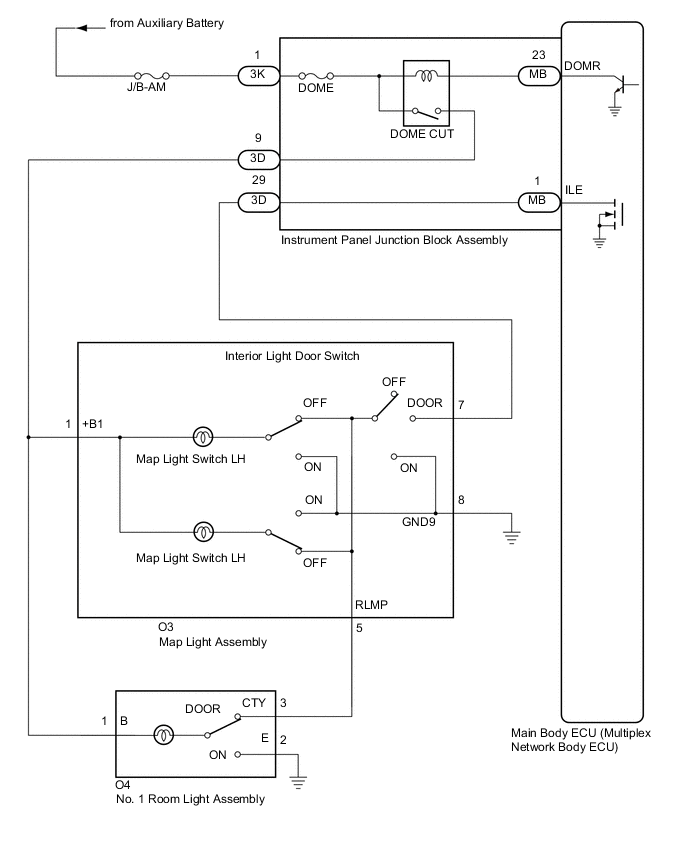 from Auxiliary Battery
1
23
3K
MB
DOMR
J/B-AM
DOME
DOME CUT
9
3D
29
1
3D
MB
ILE
Instrument Panel Junction Block Assembly
Interior Light Door Switch
OFF
OFF
DOOR
7
1
+B1
Map Light Switch LH
ON
ON
ON
8
GND9
Map Light Switch LH
OFF
RLMP
O3
5
Map Light Assembly
CTY
3
DOOR
1
B
E
2
ON
Main Body ECU (Multiplex
Network Body ECU)
O4
No. 1 Room Light Assembly